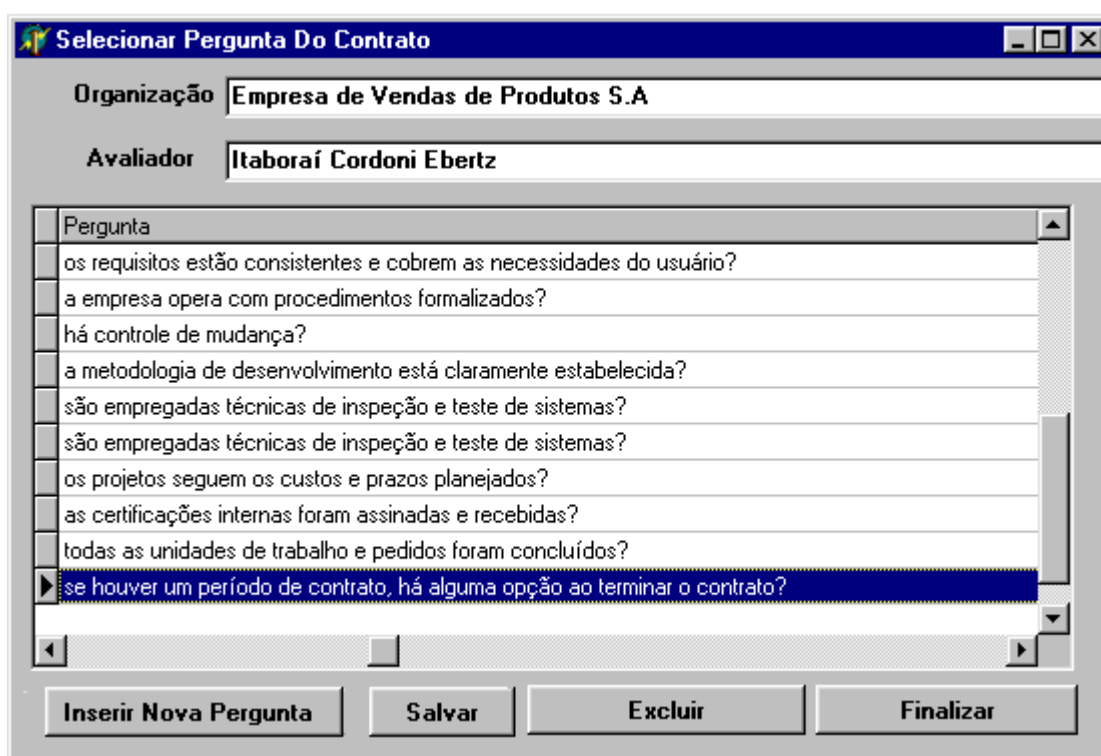 Selecionar Pergunta Do Contrato
Organização Empresa de Vendas de Produtos S.A
Avaliador Itaboraí Cordoni Ebertz
Pergunta
os requisitos estão consistentes e cobrem as necessidades do usuário?
a empresa opera com procedimentos formalizados?
há controle de mudança?
a metodologia de desenvolvimento está claramente estabelecida?
são empregadas técnicas de inspeção e teste de sistemas?
são empregadas técnicas de inspeção e teste de sistemas?
os projetos seguem os custos e prazos planejados?
as certificações internas foram assinadas e recebidas?
todas as unidades de trabalho e pedidos foram concluídos?
se houver um período de contrato, há alguma opção ao terminar o contrato?
Inserir Nova Pergunta Salvar Excluir Finalizar